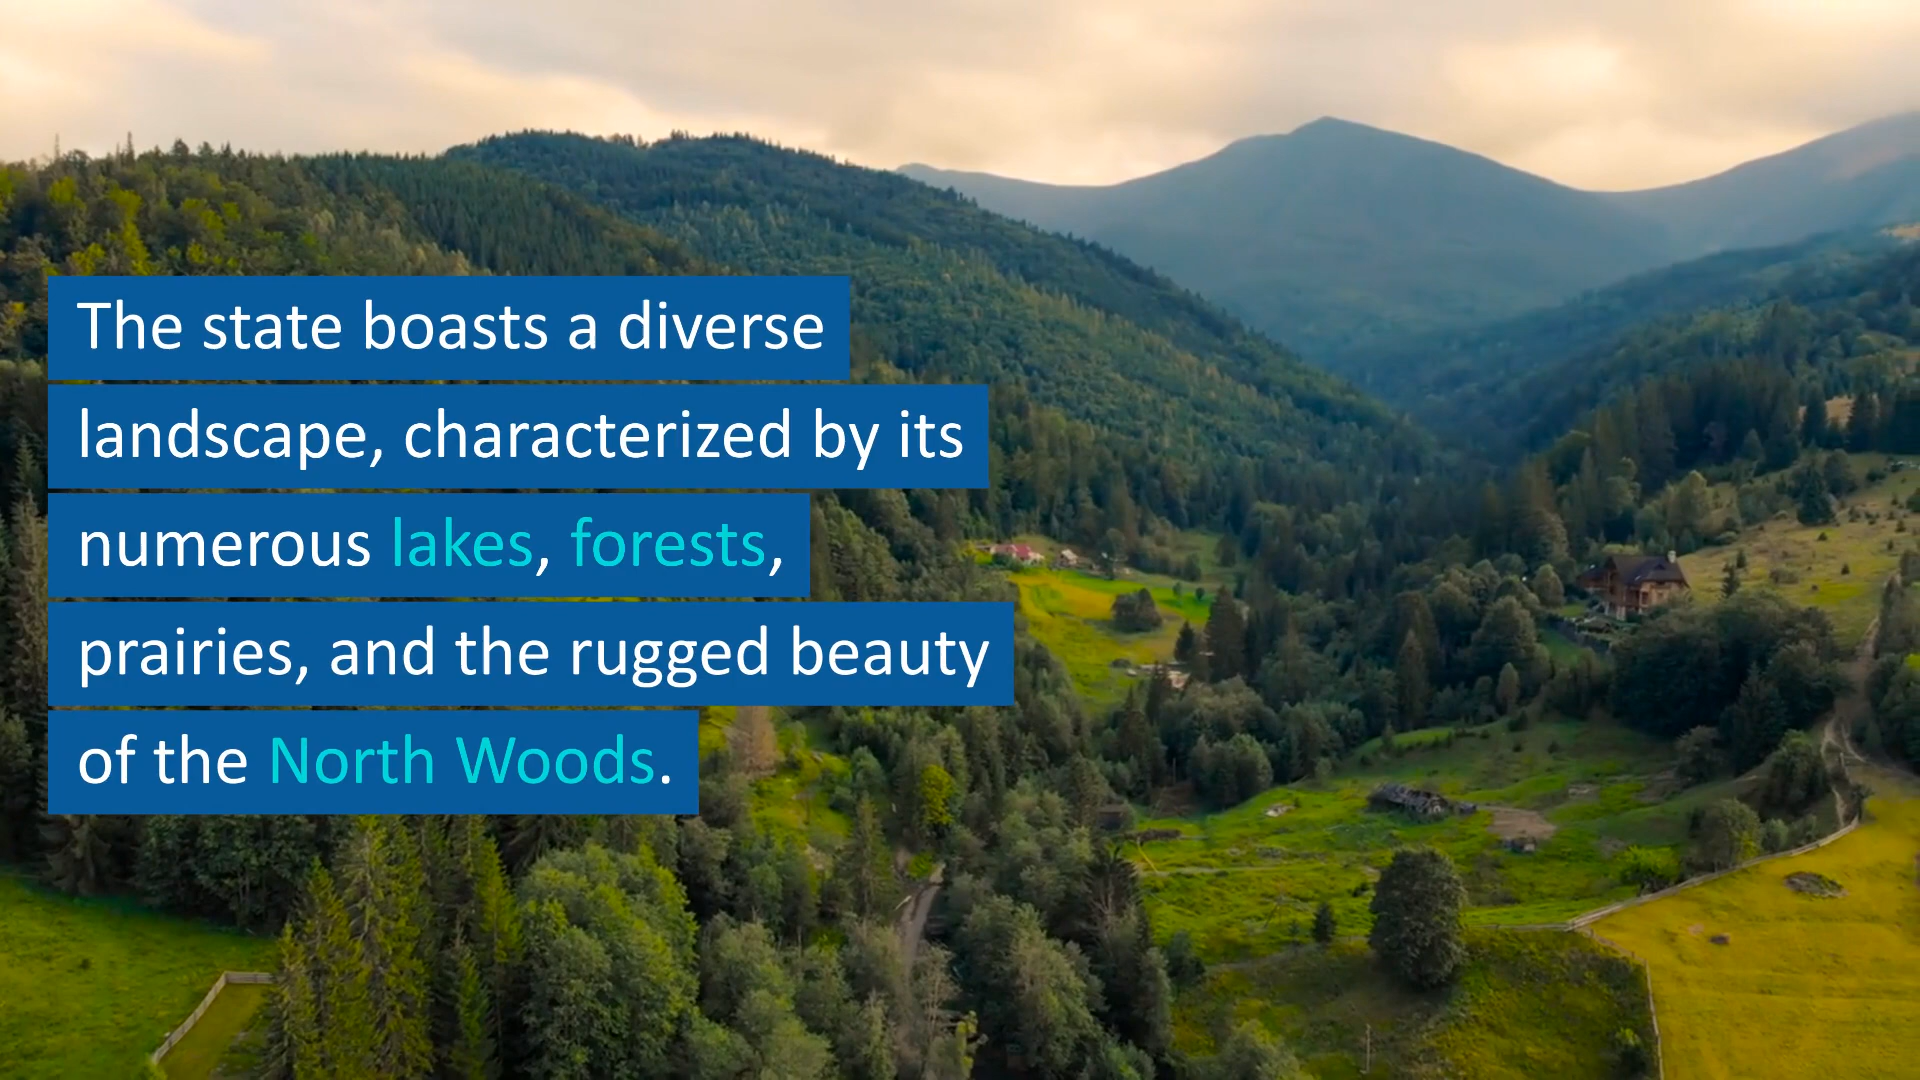 The state boasts a diverse
landscape, characterized by its
numerous lakes, forests,
prairies, and the rugged beauty
of the North Woods.